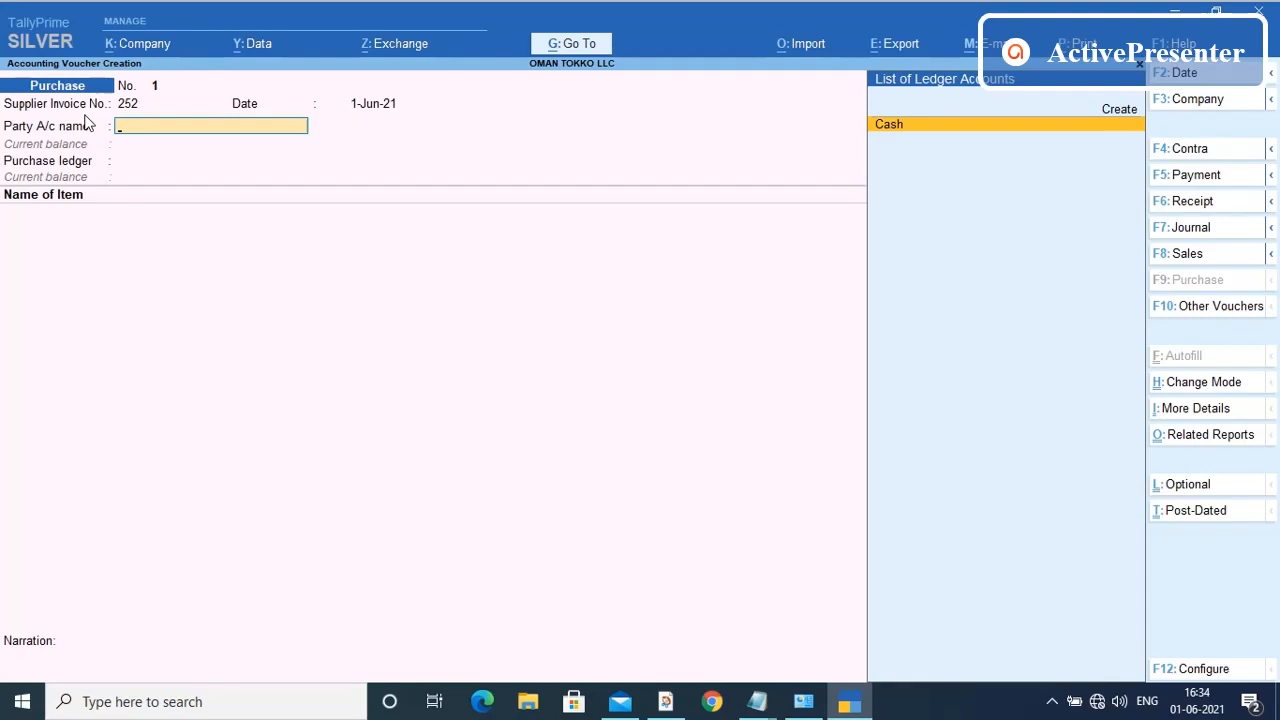 TallyPrime
SILVER
MANAGE
K: Company
Y: Data
Z: Exchange
G: Go To
O: Import
E: Export
ActivePresenter
Accounting Voucher Creation
OMAN TOKKO LLC
Purchase No. 1
Supplier Invoice No.: 252 Date : 1-Jun-21
Party A/c name :
Current balance :
Purchase ledger :
Current balance :
Name of Item
Narration:
List of Ledger Accounts
Create
Cash
F1: Help
F2: Date
F3: Company
F4: Contra
F5: Payment
F6: Receipt
F7: Journal
F8: Sales
F9: Purchase
F10: Other Vouchers
F: Autofill
H: Change Mode
I: More Details
O: Related Reports
L: Optional
T: Post-Dated
F12: Configure
Type here to search
ENG
16:34
01-06-2021
2